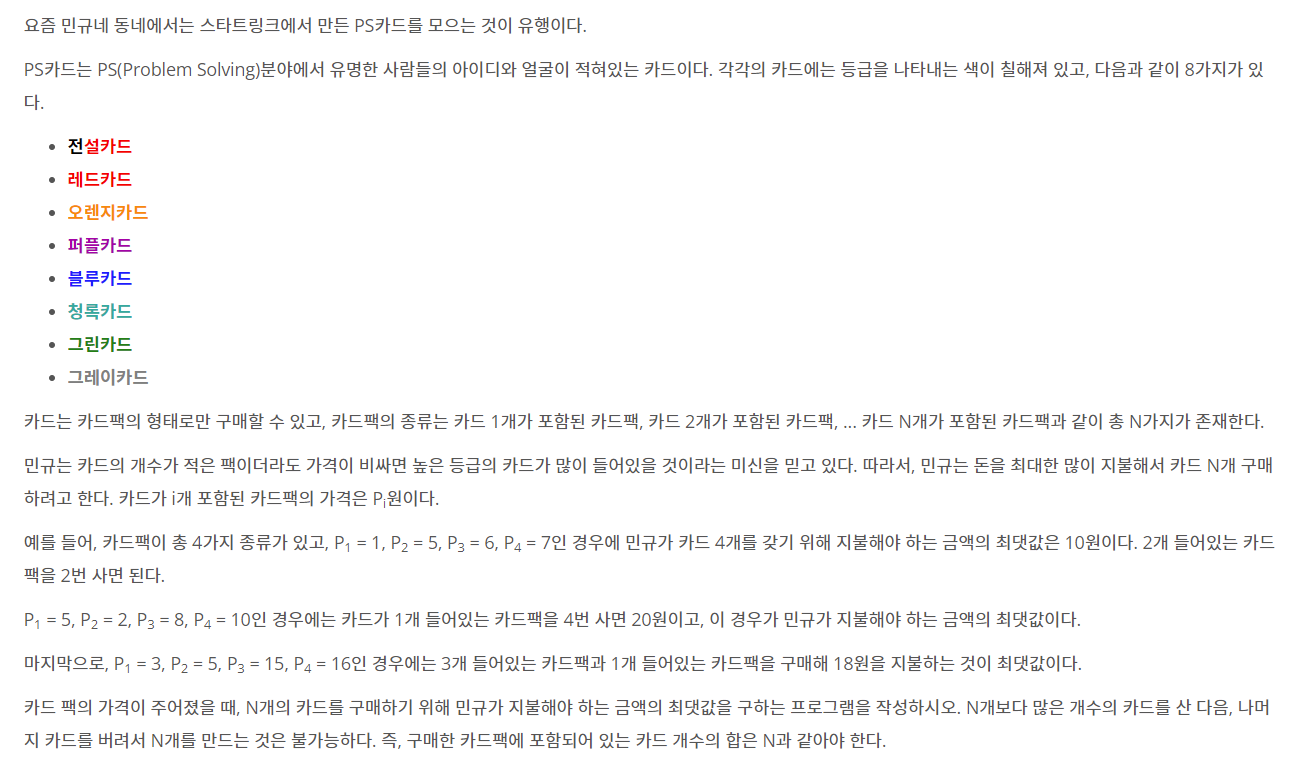 요즘 민규네 동네에서는 스타트링크에서 만든 PS카드를 모으는 것이 유행이다.
PS카드는 PS(Problem Solving)분야에서 유명한 사람들의 아이디와 얼굴이 적혀있는 카드이다. 각각의 카드에는 등급을 나타내는 색이 칠해져 있고, 다음과 같이 8가지가 있
다.
• 전설카드
• 레드카드
• 오렌지카드
• 퍼플카드
• 블루카드
• 청록카드
• 그린카드
• 그레이카드
카드는 카드팩의 형태로만 구매할 수 있고, 카드팩의 종류는 카드 1개가 포함된 카드팩, 카드 2개가 포함된 카드팩, ... 카드 N개가 포함된 카드팩과 같이 총 N가지가 존재한다.
민규는 카드의 개수가 적은 팩이더라도 가격이 비싸면 높은 등급의 카드가 많이 들어있을 것이라는 미신을 믿고 있다. 따라서, 민규는 돈을 최대한 많이 지불해서 카드 N개 구매
하려고 한다. 카드가 i개 포함된 카드팩의 가격은 Pᵢ원이다.
예를 들어, 카드팩이 총 4가지 종류가 있고, P₁ = 1, P₂ = 5, P₃ = 6, P₄ = 7인 경우에 민규가 카드 4개를 갖기 위해 지불해야 하는 금액의 최댓값은 10원이다. 2개 들어있는 카드
팩을 2번 사면 된다.
P₁ = 5, P₂ = 2, P₃ = 8, P₄ = 10인 경우에는 카드가 1개 들어있는 카드팩을 4번 사면 20원이고, 이 경우가 민규가 지불해야 하는 금액의 최댓값이다.
마지막으로, P₁ = 3, P₂ = 5, P₃ = 15, P₄ = 16인 경우에는 3개 들어있는 카드팩과 1개 들어있는 카드팩을 구매해 18원을 지불하는 것이 최댓값이다.
카드 팩의 가격이 주어졌을 때, N개의 카드를 구매하기 위해 민규가 지불해야 하는 금액의 최댓값을 구하는 프로그램을 작성하시오. N개보다 많은 개수의 카드를 산 다음, 나머
지 카드를 버려서 N개를 만드는 것은 불가능하다. 즉, 구매한 카드팩에 포함되어 있는 카드 개수의 합은 N과 같아야 한다.